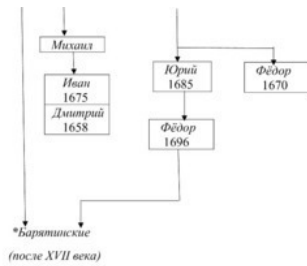 Михаил
Иван
1675
Дмитрий
1658
Юрий
1685
Фёдор
1670
Фёдор
1696
*Барятинские
(после XVII века)